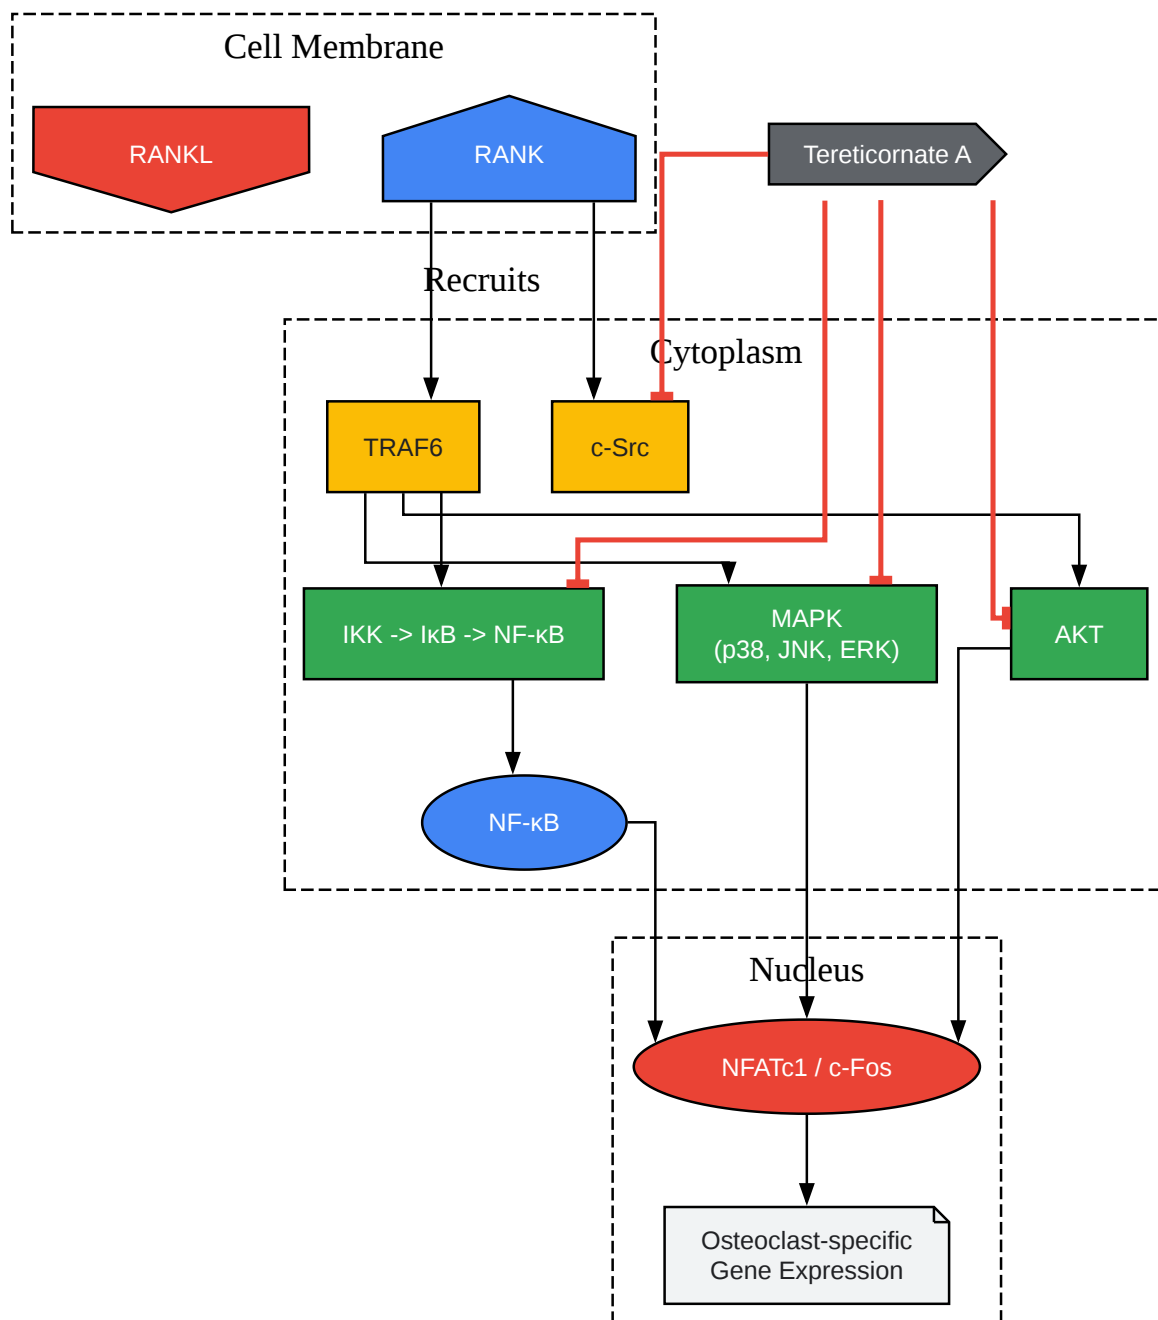 Cell Membrane
RANKL
RANK
Tereticornate A
Recruits
Cytoplasm
TRAF6
c-Src
IKK -> IκB -> NF-κB
MAPK
(p38, JNK, ERK)
AKT
NF-κB
Nucleus
NFATc1 / c-Fos
Osteoclast-specific
Gene Expression